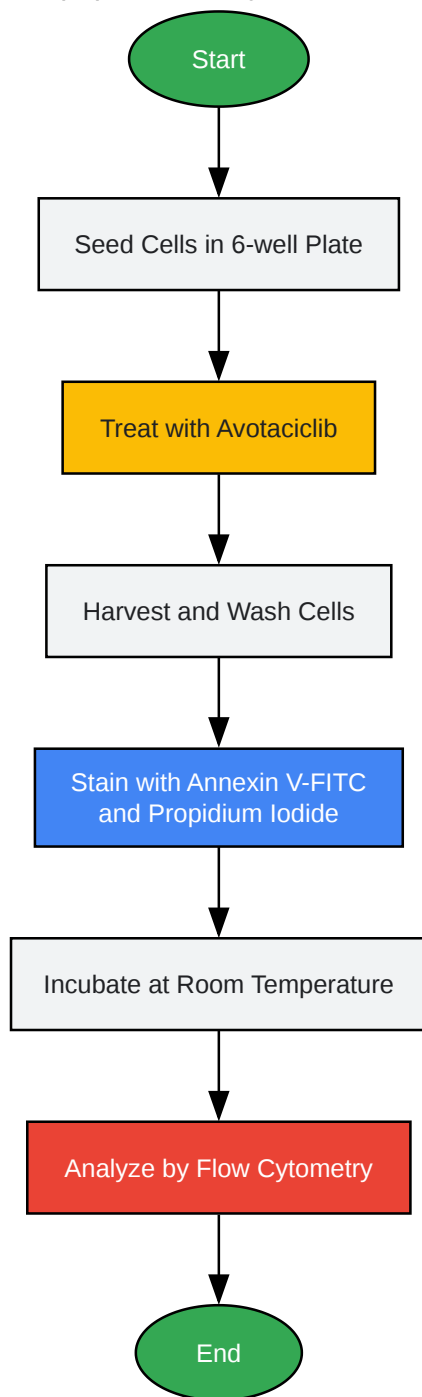 Start
Seed Cells in 6-well Plate
Treat with Avotaciclib
Harvest and Wash Cells
Stain with Annexin V-FITC
and Propidium Iodide
Incubate at Room Temperature
Analyze by Flow Cytometry
End